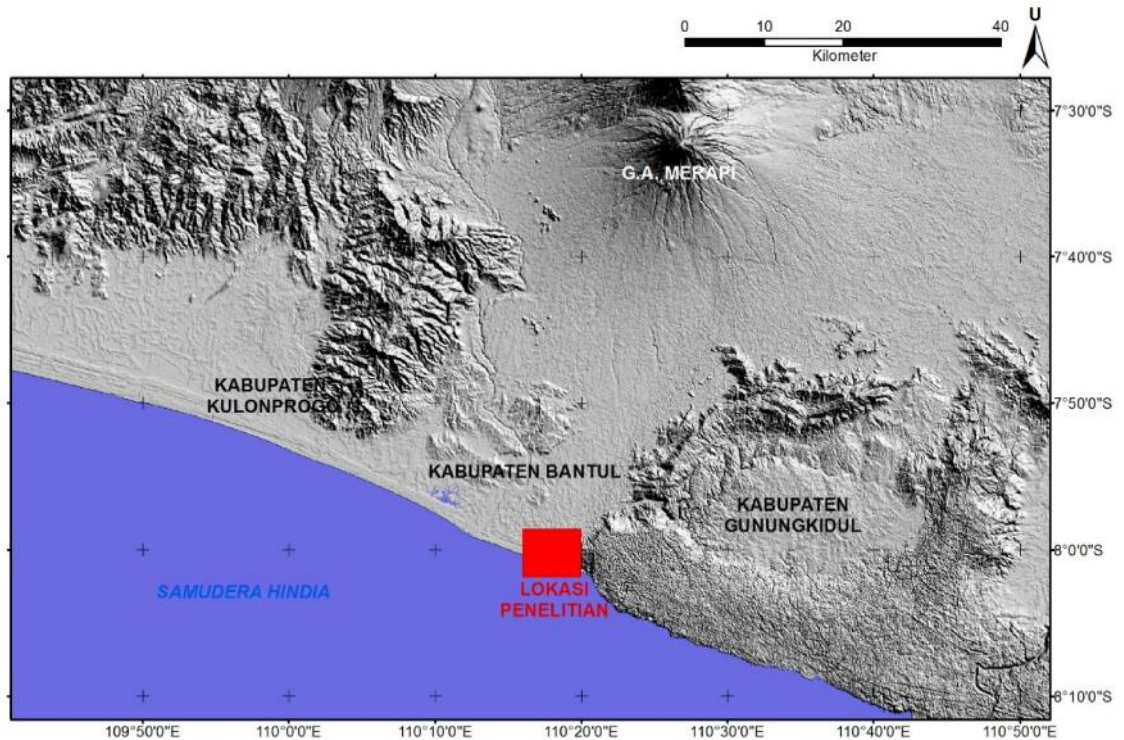 0 10 20 40
Kilometer
U
7°30'0"S
G.A. MERAPI
7°40'0"S
KABUPATEN
KULONPROGO
7°50'0"S
KABUPATEN BANTUL
KABUPATEN
GUNUNGKIDUL
8°0'0"S
SAMUDERA HINDIA
LOKASI
PENELITIAN
8°10'0"S
109°50'0"E 110°0'0"E 110°10'0"E 110°20'0"E 110°30'0"E 110°40'0"E 110°50'0"E